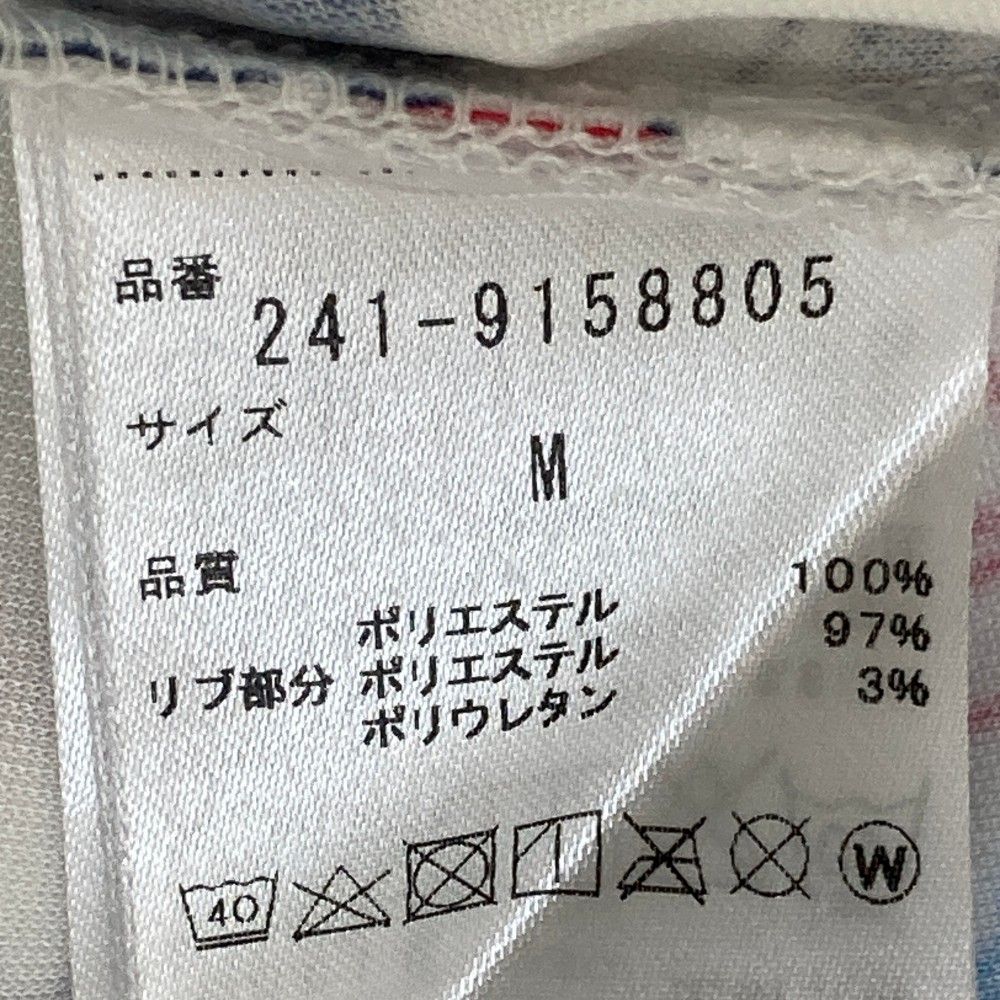 品番 241-9158805
サイズ
M
品質
ポリエステル 100%
リブ部分 ポリエステル 97%
ポリウレタン 3%
40 W